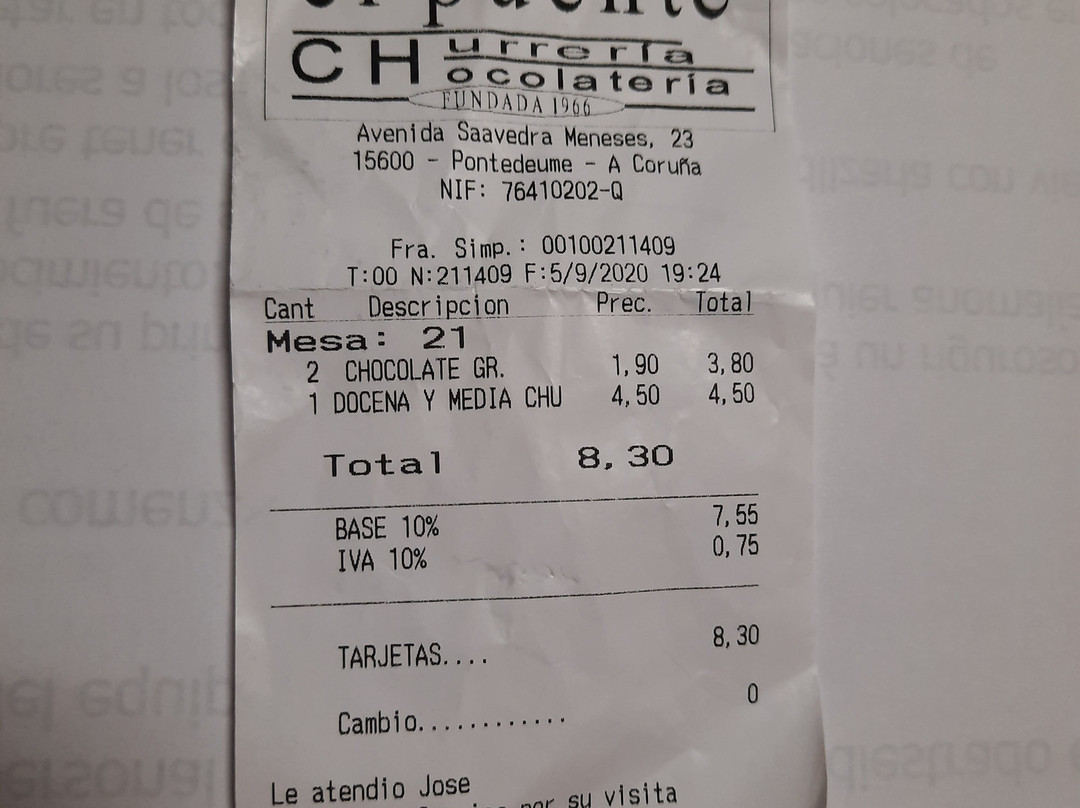 el puente
CHurrería
CHocolatería
FUNDADA 1966
Avenida Saavedra Meneses, 23
15600 - Pontedeume - A Coruña
NIF: 76410202-Q
Fra. Simp.: 00100211409
T:00 N:211409 F:5/9/2020 19:24
Cant Descripcion Prec. Total
Mesa: 21
2 CHOCOLATE GR. 1,90 3,80
1 DOCENA Y MEDIA CHU 4,50 4,50
Total 8,30
BASE 10% 7,55
IVA 10% 0,75
TARJETAS.... 8,30
Cambio............ 0
Le atendio Jose
por su visita